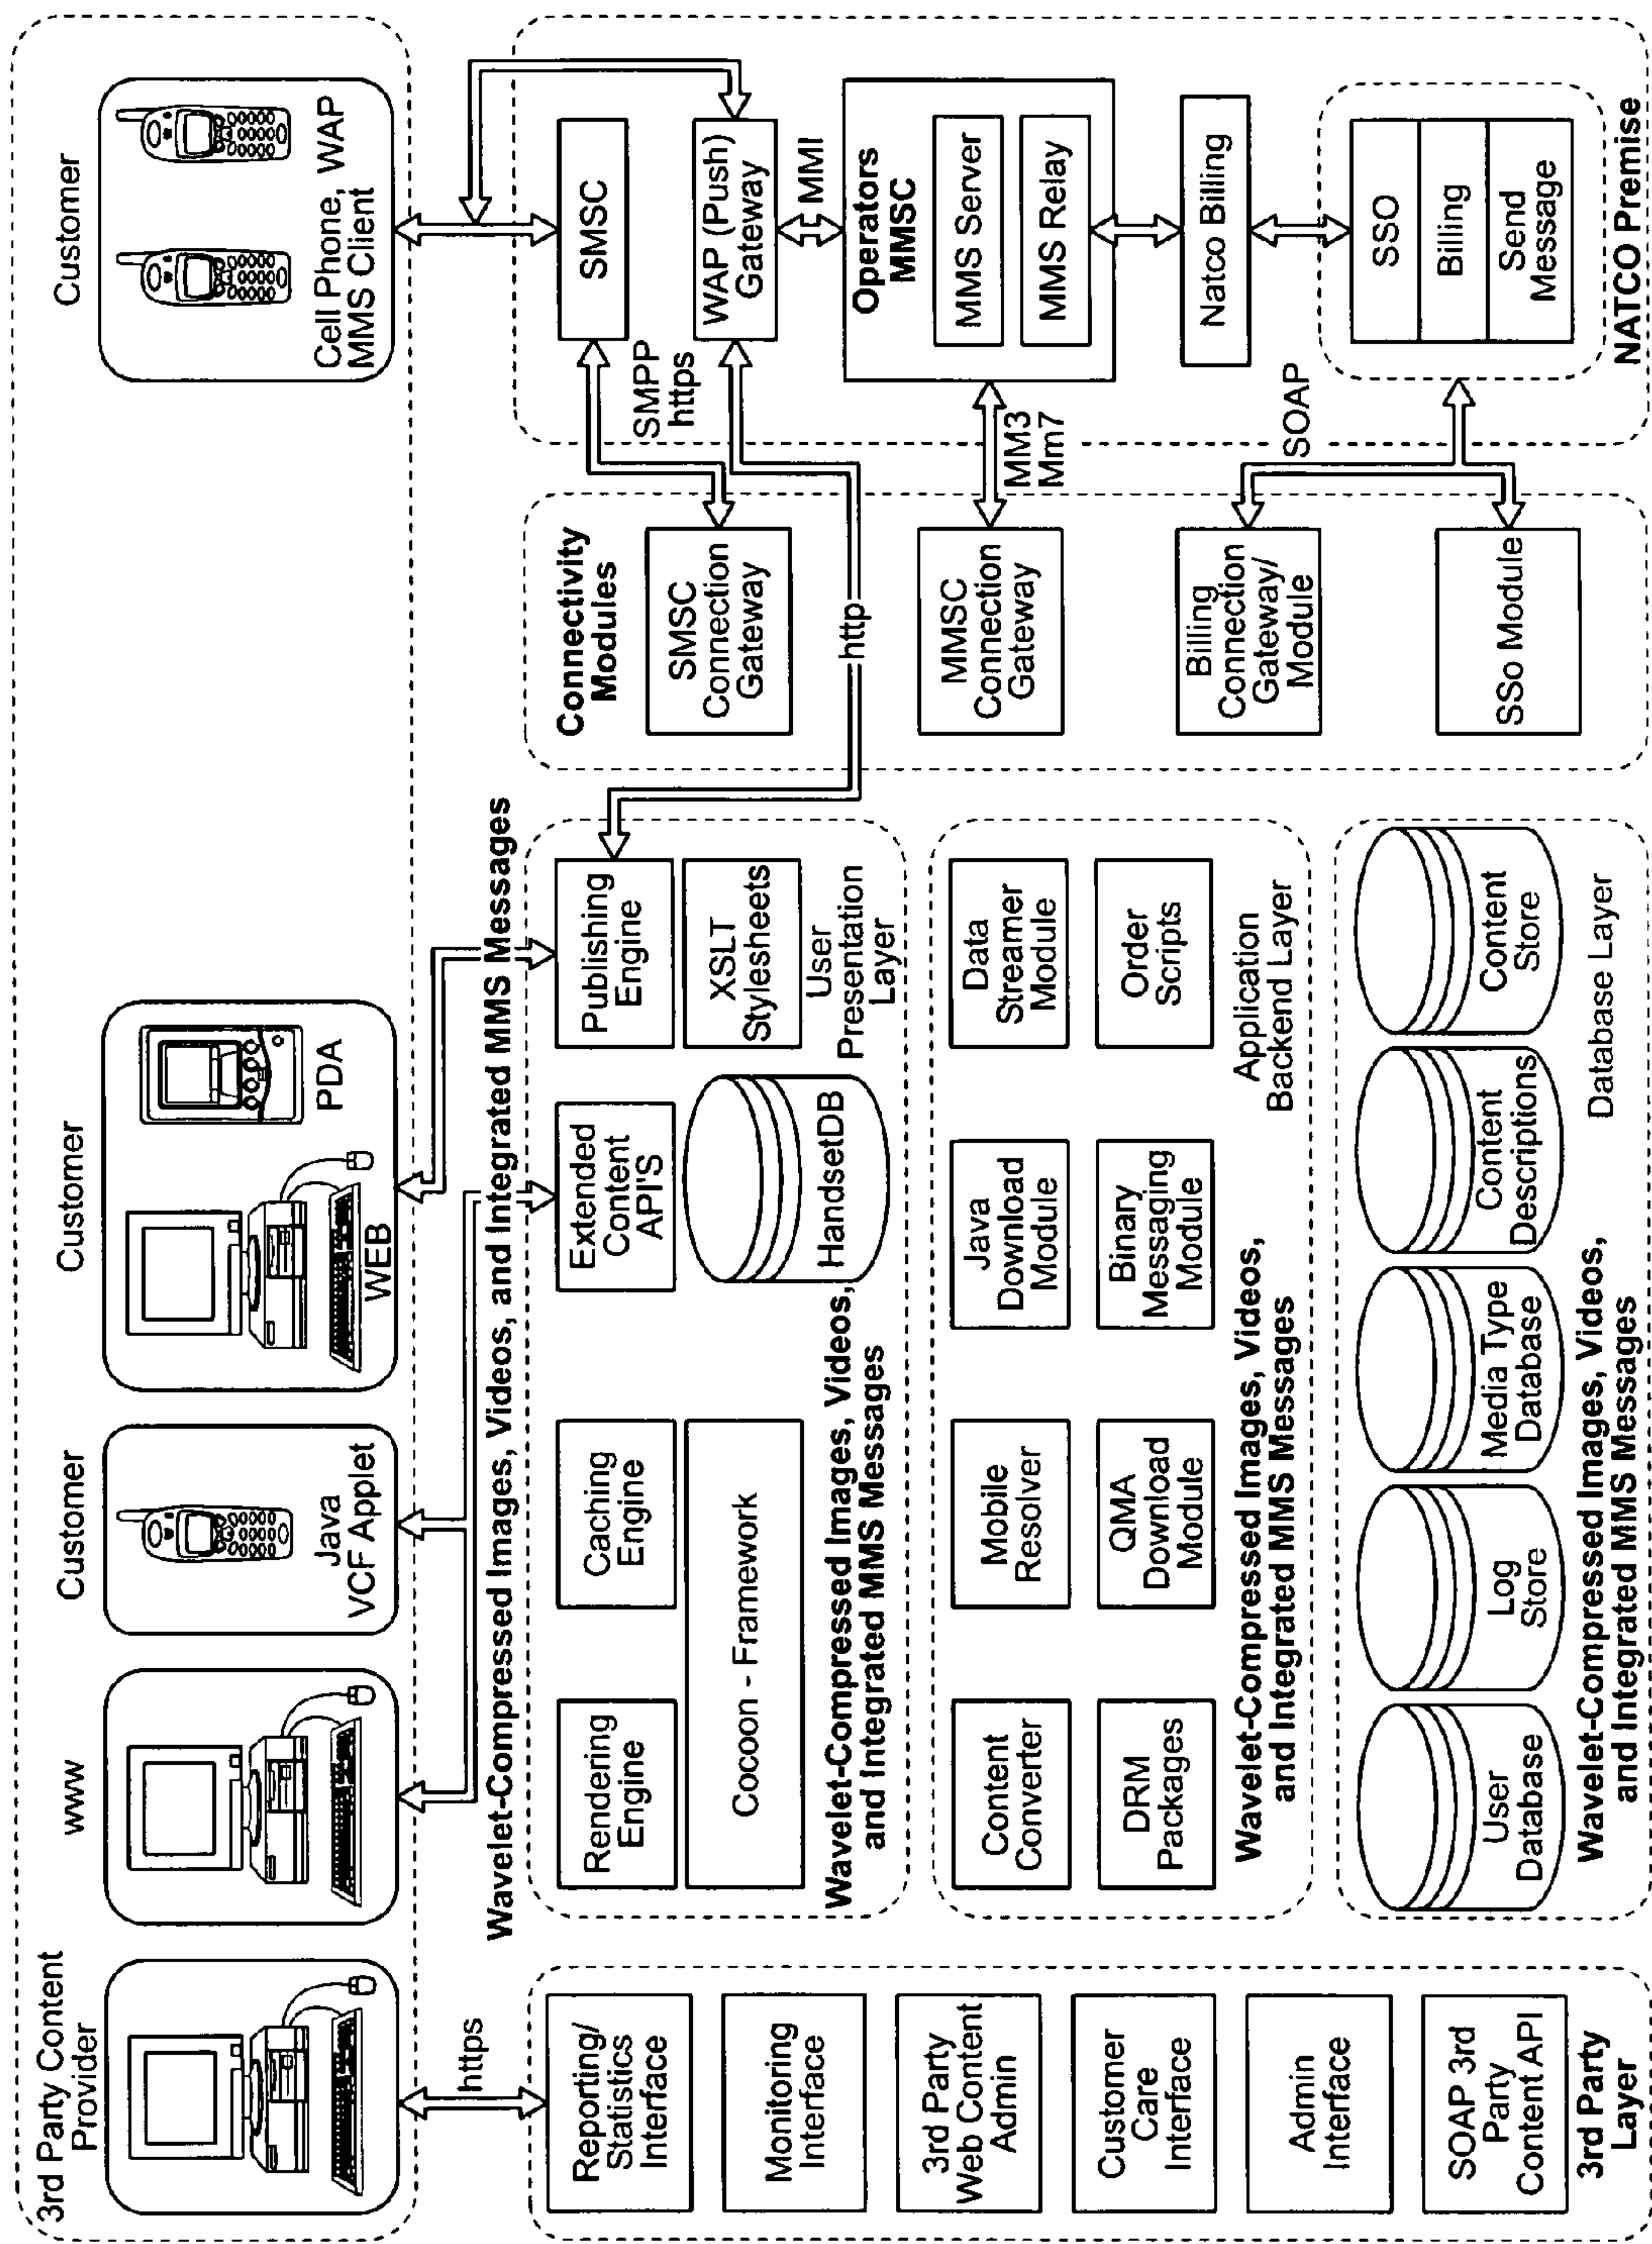 3rd Party Content
Provider
www
Customer
Java
VCF Applet
Customer
WEB
PDA
Customer
Cell Phone, WAP
MMS Client
https
Wavelet-Compressed Images, Videos, and Integrated MMS Messages
Reporting/
Statistics
Interface
Monitoring
Interface
3rd Party
Web Content
Admin
Customer
Care
Interface
Admin
Interface
SOAP 3rd
Party
Content API
3rd Party
Layer
Rendering
Engine
Caching
Engine
Extended
Content
API'S
Publishing
Engine
Cocoon - Framework
HandsetDB
XSLT
Stylesheets
User
Presentation
Layer
Wavelet-Compressed Images, Videos,
and Integrated MMS Messages
Content
Converter
Mobile
Resolver
Java
Download
Module
Data
Streamer
Module
DRM
Packages
QMA
Download
Module
Binary
Messaging
Module
Order
Scripts
Application
Backend Layer
Wavelet-Compressed Images, Videos,
and Integrated MMS Messages
User
Database
Log
Store
Media Type
Database
Content
Descriptions
Content
Store
Database Layer
Wavelet-Compressed Images, Videos,
and Integrated MMS Messages
Connectivity
Modules
SMSC
Connection
Gateway
http
MMSC
Connection
Gateway
Billing
Connection
Gateway/
Module
SSo Module
SMPP
https
MM3
Mm7
SOAP
SMSC
WAP (Push)
Gateway
MMI
Operators
MMSC
MMS Server
MMS Relay
Natco Billing
SSO
Billing
Send
Message
NATCO Premise